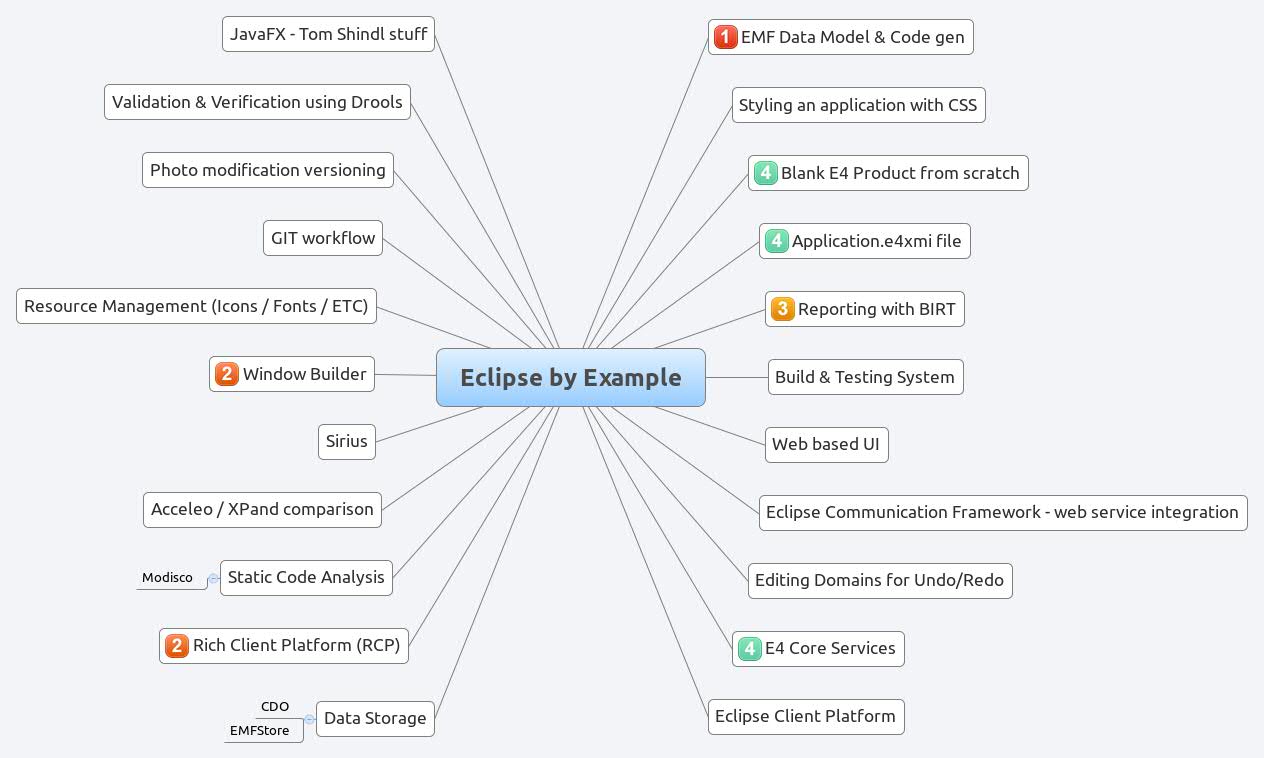 JavaFX - Tom Shindl stuff
Validation & Verification using Drools
Photo modification versioning
GIT workflow
Resource Management (Icons / Fonts / ETC)
2 Window Builder
Sirius
Acceleo / XPand comparison
Static Code Analysis
Modisco
2 Rich Client Platform (RCP)
Data Storage
CDO
EMFStore
Eclipse by Example
1 EMF Data Model & Code gen
Styling an application with CSS
4 Blank E4 Product from scratch
4 Application.e4xmi file
3 Reporting with BIRT
Build & Testing System
Web based UI
Eclipse Communication Framework - web service integration
Editing Domains for Undo/Redo
4 E4 Core Services
Eclipse Client Platform